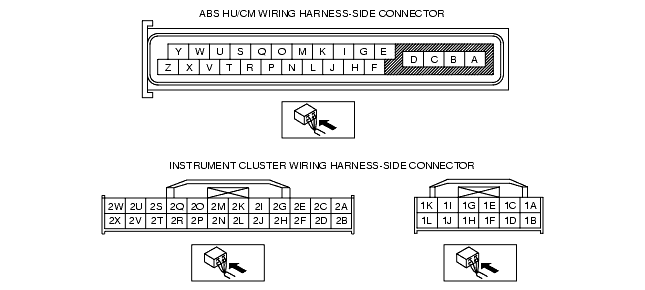 ABS HU/CM WIRING HARNESS-SIDE CONNECTOR
Y W U S Q O M K I G E
D C B A
Z X V T R P N L J H F
INSTRUMENT CLUSTER WIRING HARNESS-SIDE CONNECTOR
2W 2U 2S 2Q 2O 2M 2K 2I 2G 2E 2C 2A
2X 2V 2T 2R 2P 2N 2L 2J 2H 2F 2D 2B
1K 1I 1G 1E 1C 1A
1L 1J 1H 1F 1D 1B